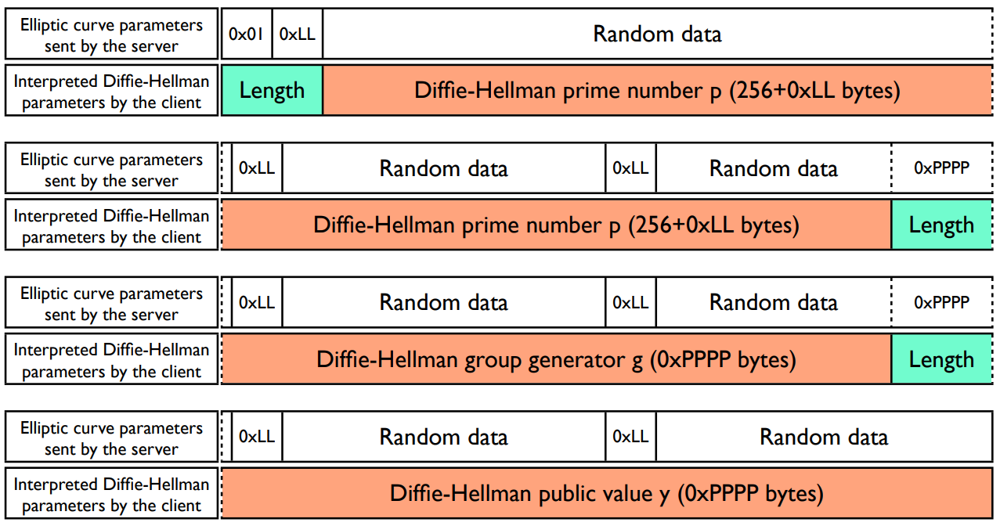 Elliptic curve parameters
sent by the server
0x01
0xLL
Random data
Interpreted Diffie-Hellman
parameters by the client
Length
Diffie-Hellman prime number p (256+0xLL bytes)
Elliptic curve parameters
sent by the server
0xLL
Random data
0xLL
Random data
0xPPPP
Interpreted Diffie-Hellman
parameters by the client
Diffie-Hellman prime number p (256+0xLL bytes)
Length
Elliptic curve parameters
sent by the server
0xLL
Random data
0xLL
Random data
0xPPPP
Interpreted Diffie-Hellman
parameters by the client
Diffie-Hellman group generator g (0xPPPP bytes)
Length
Elliptic curve parameters
sent by the server
0xLL
Random data
0xLL
Random data
Interpreted Diffie-Hellman
parameters by the client
Diffie-Hellman public value y (0xPPPP bytes)